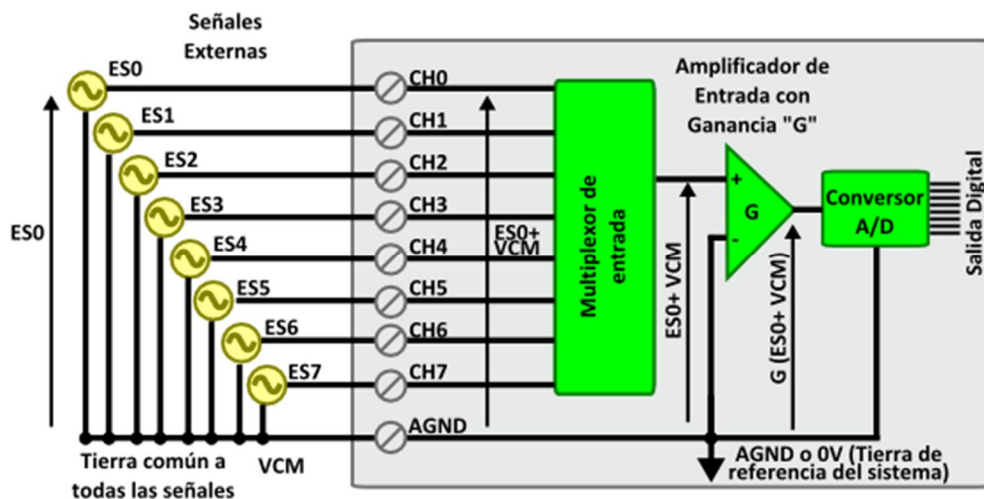 Señales
Externas
ES0
ES1
ES2
ES3
ES4
ES5
ES6
ES7
ES0
Tierra común a
todas las señales
VCM
CH0
CH1
CH2
CH3
CH4
CH5
CH6
CH7
AGND
ES0+
VCM
Multiplexor de
entrada
Amplificador de
Entrada con
Ganancia "G"
+
G
-
ES0+ VCM
G (ES0+ VCM)
Conversor
A/D
Salida Digital
AGND o 0V (Tierra de
referencia del sistema)